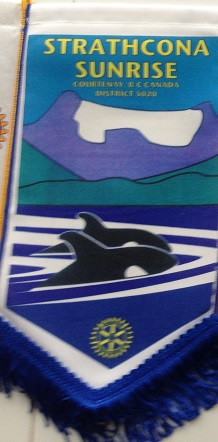 STRATHCONA
SUNRISE
COURTENAY B C CANADA
DISTRICT 5020